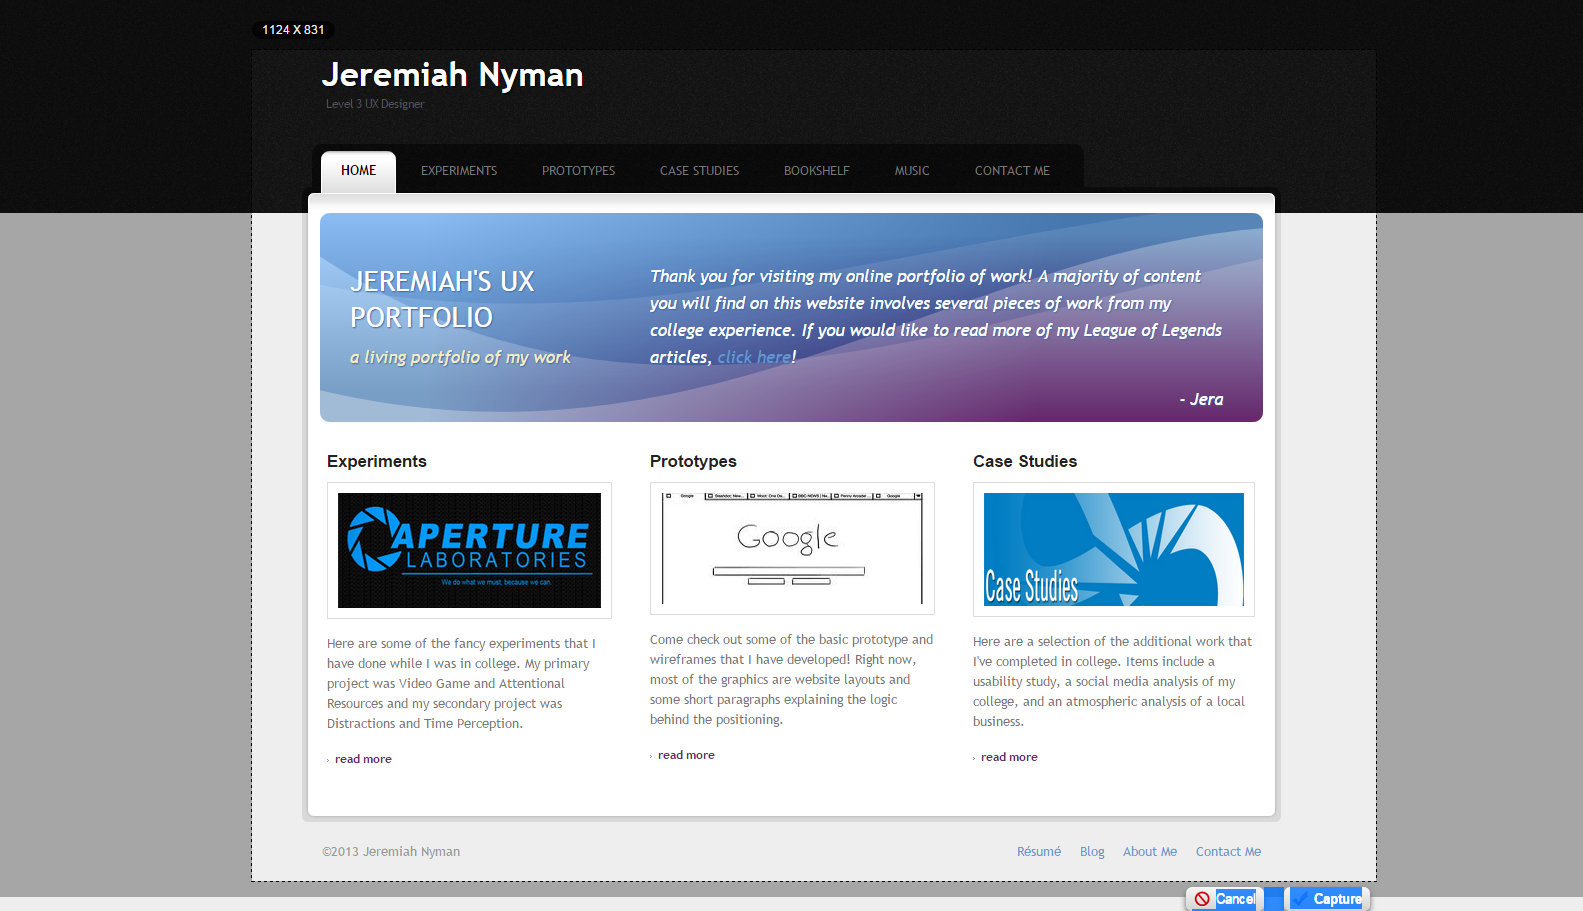 1124 X 831
Jeremiah Nyman
Level 3 UX Designer
HOME EXPERIMENTS PROTOTYPES CASE STUDIES BOOKSHELF MUSIC CONTACT ME
JEREMIAH'S UX
PORTFOLIO
a living portfolio of my work
Thank you for visiting my online portfolio of work! A majority of content
you will find on this website involves several pieces of work from my
college experience. If you would like to read more of my League of Legends
articles, click here!
- Jera
Experiments
APERTURE
LABORATORIES
We do what we must, because we can.
Here are some of the fancy experiments that I
have done while I was in college. My primary
project was Video Game and Attentional
Resources and my secondary project was
Distractions and Time Perception.
read more
Prototypes
Google
Google
Come check out some of the basic prototype and
wireframes that I have developed! Right now,
most of the graphics are website layouts and
some short paragraphs explaining the logic
behind the positioning.
read more
Case Studies
Case Studies
Here are a selection of the additional work that
I've completed in college. Items include a
usability study, a social media analysis of my
college, and an atmospheric analysis of a local
business.
read more
©2013 Jeremiah Nyman
Résumé Blog About Me Contact Me
Cancel Capture